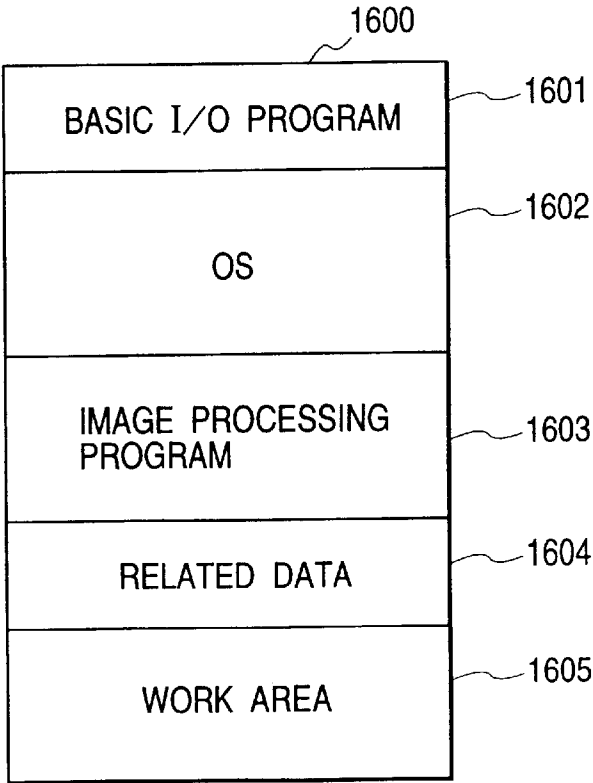 1600
BASIC I/O PROGRAM
1601
OS
1602
IMAGE PROCESSING
PROGRAM
1603
RELATED DATA
1604
WORK AREA
1605